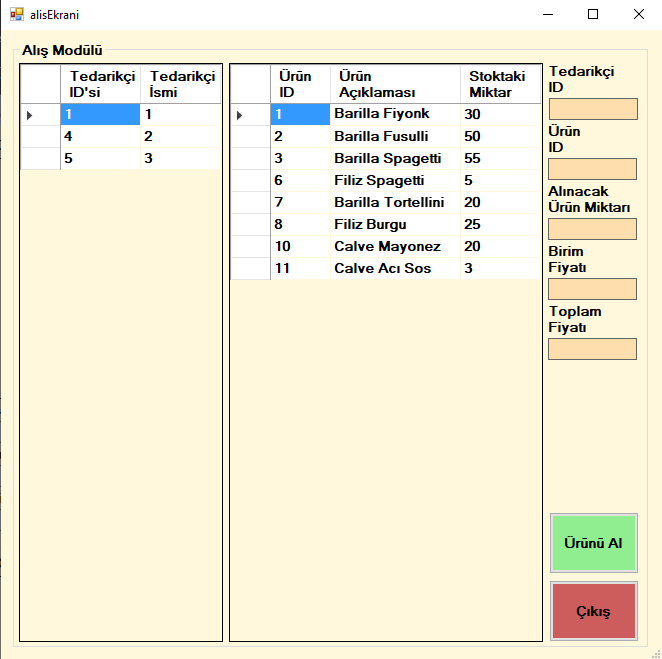 alisEkrani
Alış Modülü
Tedarikçi ID'si Tedarikçi İsmi
1 1
4 2
5 3
Ürün ID Ürün Açıklaması Stoktaki Miktar
1 Barilla Fiyonk 30
2 Barilla Fusulli 50
3 Barilla Spagetti 55
6 Filiz Spagetti 5
7 Barilla Tortellini 20
8 Filiz Burgu 25
10 Calve Mayonez 20
11 Calve Acı Sos 3
Tedarikçi
ID
Ürün
ID
Alınacak
Ürün Miktarı
Birim
Fiyatı
Toplam
Fiyatı
Ürünü Al
Çıkış